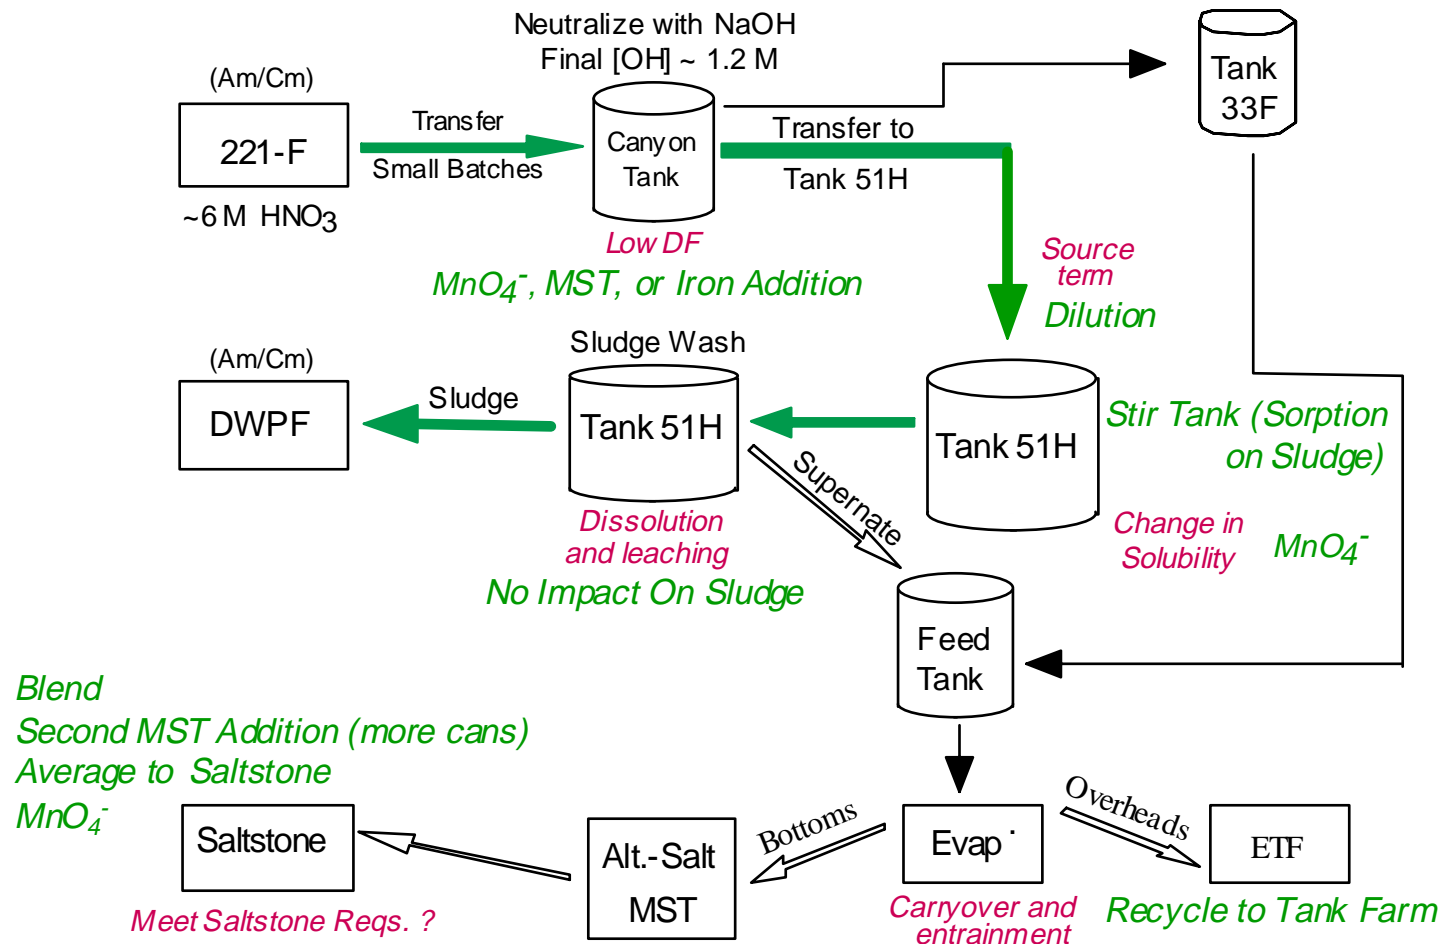 Neutralize with NaOH
Final [OH] ~ 1.2 M
(Am/Cm)
221-F
~6 M HNO3
Transfer
Small Batches
Canyon
Tank
Transfer to
Tank 51H
Tank
33F
Low DF
MnO4-, MST, or Iron Addition
Source
term
Dilution
(Am/Cm)
DWPF
Sludge
Sludge Wash
Tank 51H
Tank 51H
Stir Tank (Sorption
on Sludge)
Supernate
Dissolution
and leaching
No Impact On Sludge
Change in
Solubility
MnO4-
Feed
Tank
Blend
Second MST Addition (more cans)
Average to Saltstone
MnO4-
Saltstone
Meet Saltstone Reqs. ?
Alt.-Salt
MST
Bottoms
Evap.
Overheads
ETF
Carryover and
entrainment
Recycle to Tank Farm